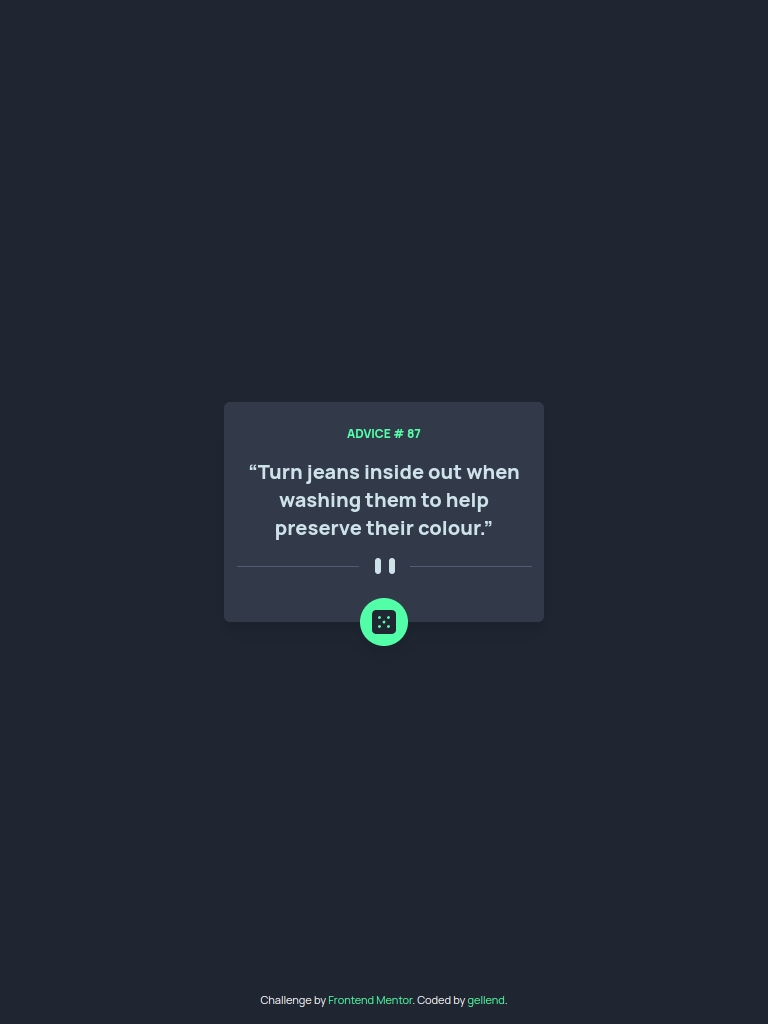 ADVICE # 87
“Turn jeans inside out when
washing them to help
preserve their colour.”
Challenge by Frontend Mentor. Coded by gellend.